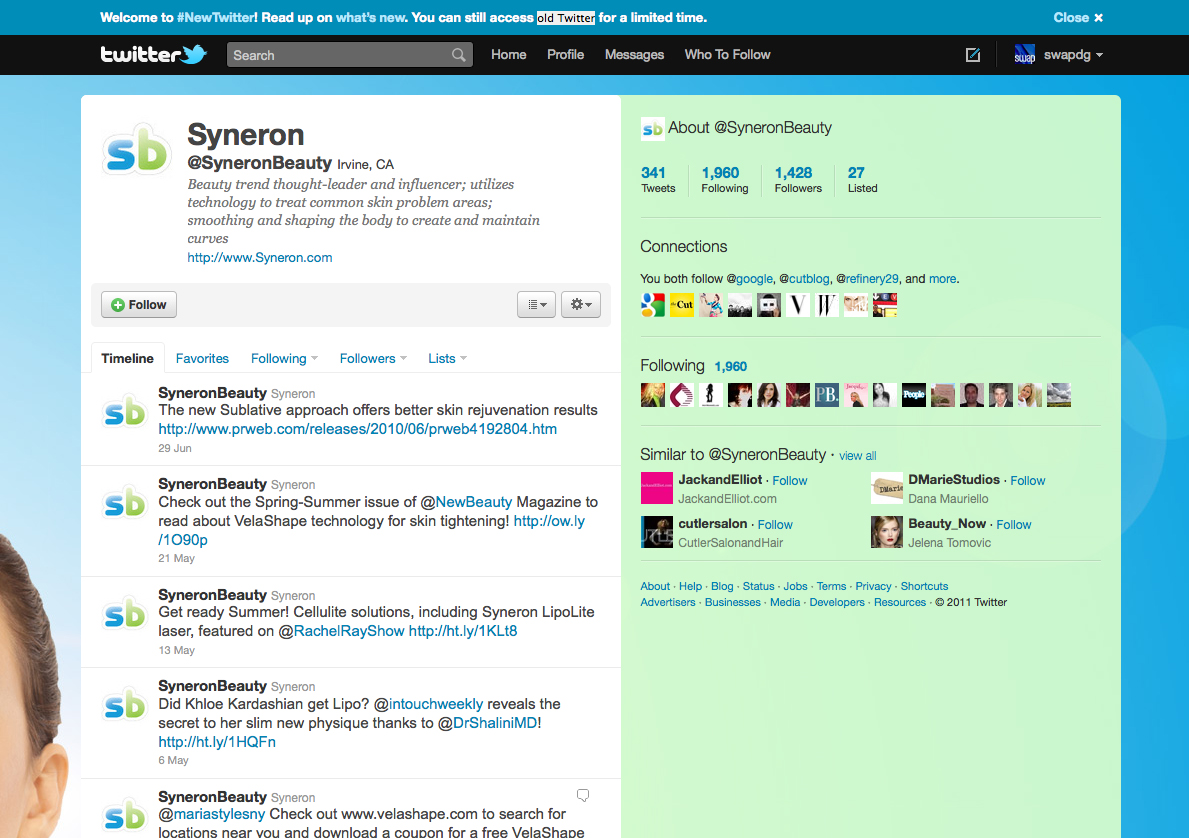 Welcome to #NewTwitter! Read up on what's new. You can still access old Twitter for a limited time.
Close ×
twitter
Search
Home
Profile
Messages
Who To Follow
swap
swapdg
sb
Syneron
@SyneronBeauty Irvine, CA
Beauty trend thought-leader and influencer; utilizes
technology to treat common skin problem areas;
smoothing and shaping the body to create and maintain
curves
http://www.Syneron.com
Follow
Timeline
Favorites
Following
Followers
Lists
sb
SyneronBeauty Syneron
The new Sublative approach offers better skin rejuvenation results
http://www.prweb.com/releases/2010/06/prweb4192804.htm
29 Jun
sb
SyneronBeauty Syneron
Check out the Spring-Summer issue of @NewBeauty Magazine to
read about VelaShape technology for skin tightening! http://ow.ly
/1O90p
21 May
sb
SyneronBeauty Syneron
Get ready Summer! Cellulite solutions, including Syneron LipoLite
laser, featured on @RachelRayShow http://ht.ly/1KLt8
13 May
sb
SyneronBeauty Syneron
Did Khloe Kardashian get Lipo? @intouchweekly reveals the
secret to her slim new physique thanks to @DrShaliniMD!
http://ht.ly/1HQFn
6 May
sb
SyneronBeauty Syneron
@mariastylesny Check out www.velashape.com to search for
locations near you and download a coupon for a free VelaShape
sb About @SyneronBeauty
341 1,960 1,428 27
Tweets Following Followers Listed
Connections
You both follow @google, @cutblog, @refinery29, and more.
Cut V W
Following 1,960
PB. People
Similar to @SyneronBeauty · view all
JackandElliot · Follow
JackandElliot.com
DMarieStudios · Follow
Dana Mauriello
cutlersalon · Follow
CutlerSalonandHair
Beauty_Now · Follow
Jelena Tomovic
About · Help · Blog · Status · Jobs · Terms · Privacy · Shortcuts
Advertisers · Businesses · Media · Developers · Resources · © 2011 Twitter